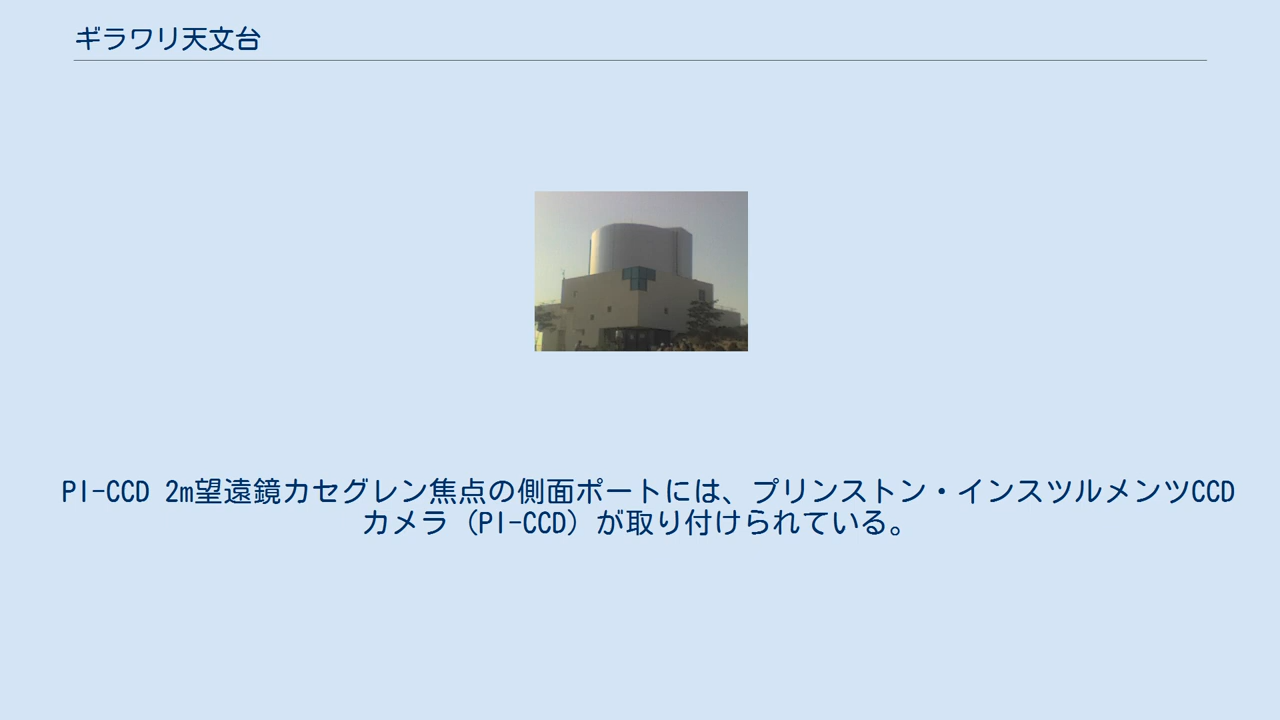 ギラワリ天文台
PI-CCD 2m望遠鏡カセグレン焦点の側面ポートには、プリンストン・インスツルメンツCCD
カメラ（PI-CCD）が取り付けられている。